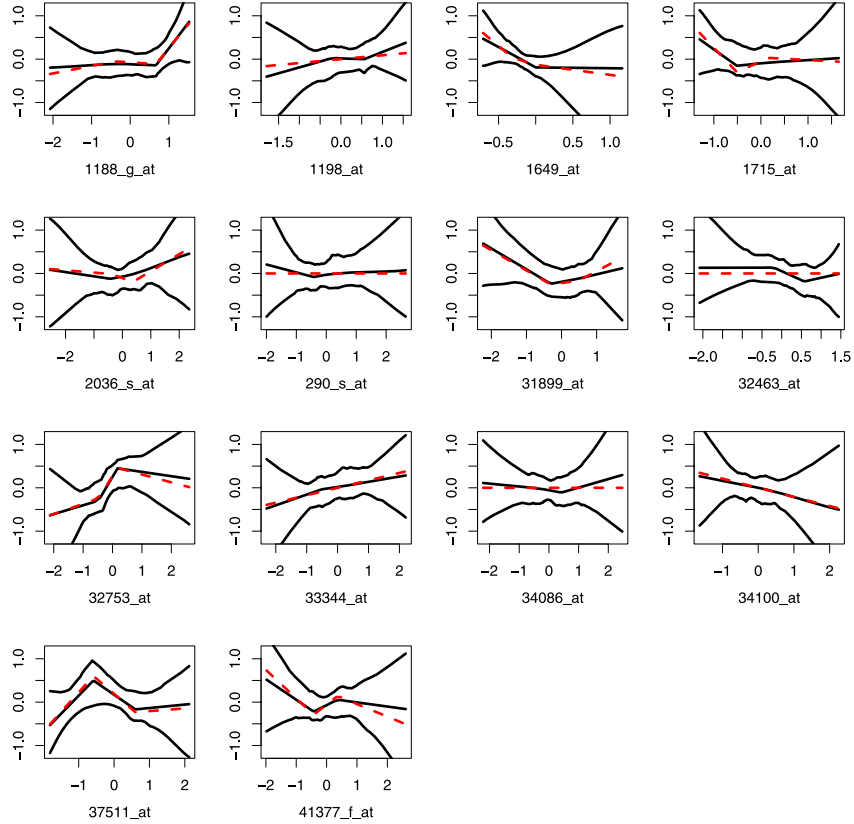 −1.0 0.0 1.0
−2 −1 0 1
1188_g_at
−1.0 0.0 1.0
−1.5 0.0 1.0
1198_at
−1.0 0.0 1.0
−0.5 0.5 1.0
1649_at
−1.0 0.0 1.0
−1.0 0.0 1.0
1715_at
−1.0 0.0 1.0
−2 0 1 2
2036_s_at
−1.0 0.0 1.0
−2 −1 0 1 2
290_s_at
−1.0 0.0 1.0
−2 −1 0 1
31899_at
−1.0 0.0 1.0
−2.0 −0.5 0.5 1.5
32463_at
−1.0 0.0 1.0
−2 −1 0 1 2
32753_at
−1.0 0.0 1.0
−2 −1 0 1 2
33344_at
−1.0 0.0 1.0
−2 −1 0 1 2
34086_at
−1.0 0.0 1.0
−1 0 1 2
34100_at
−1.0 0.0 1.0
−1 0 1 2
37511_at
−1.0 0.0 1.0
−2 −1 0 1 2
41377_f_at